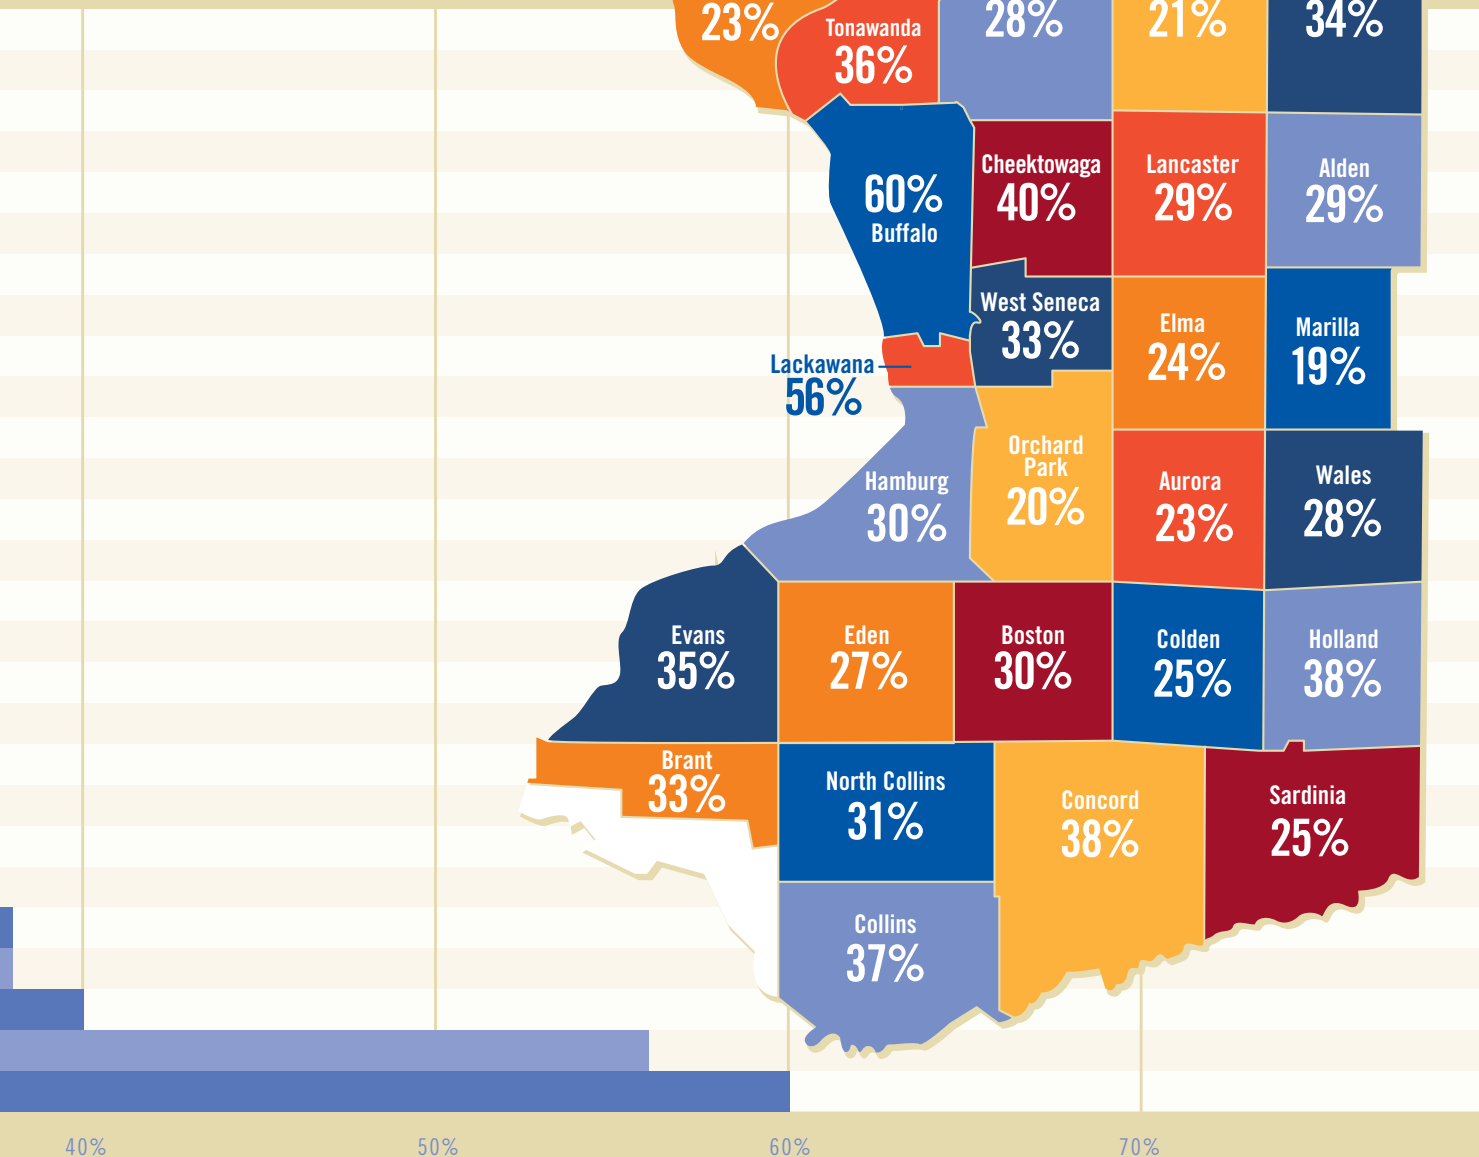 23%
Tonawanda
36%
28%
21%
34%
60%
Buffalo
Cheektowaga
40%
Lancaster
29%
Alden
29%
West Seneca
33%
Elma
24%
Marilla
19%
Lackawana
56%
Hamburg
30%
Orchard
Park
20%
Aurora
23%
Wales
28%
Evans
35%
Eden
27%
Boston
30%
Colden
25%
Holland
38%
Brant
33%
North Collins
31%
Concord
38%
Sardinia
25%
Collins
37%
40%
50%
60%
70%